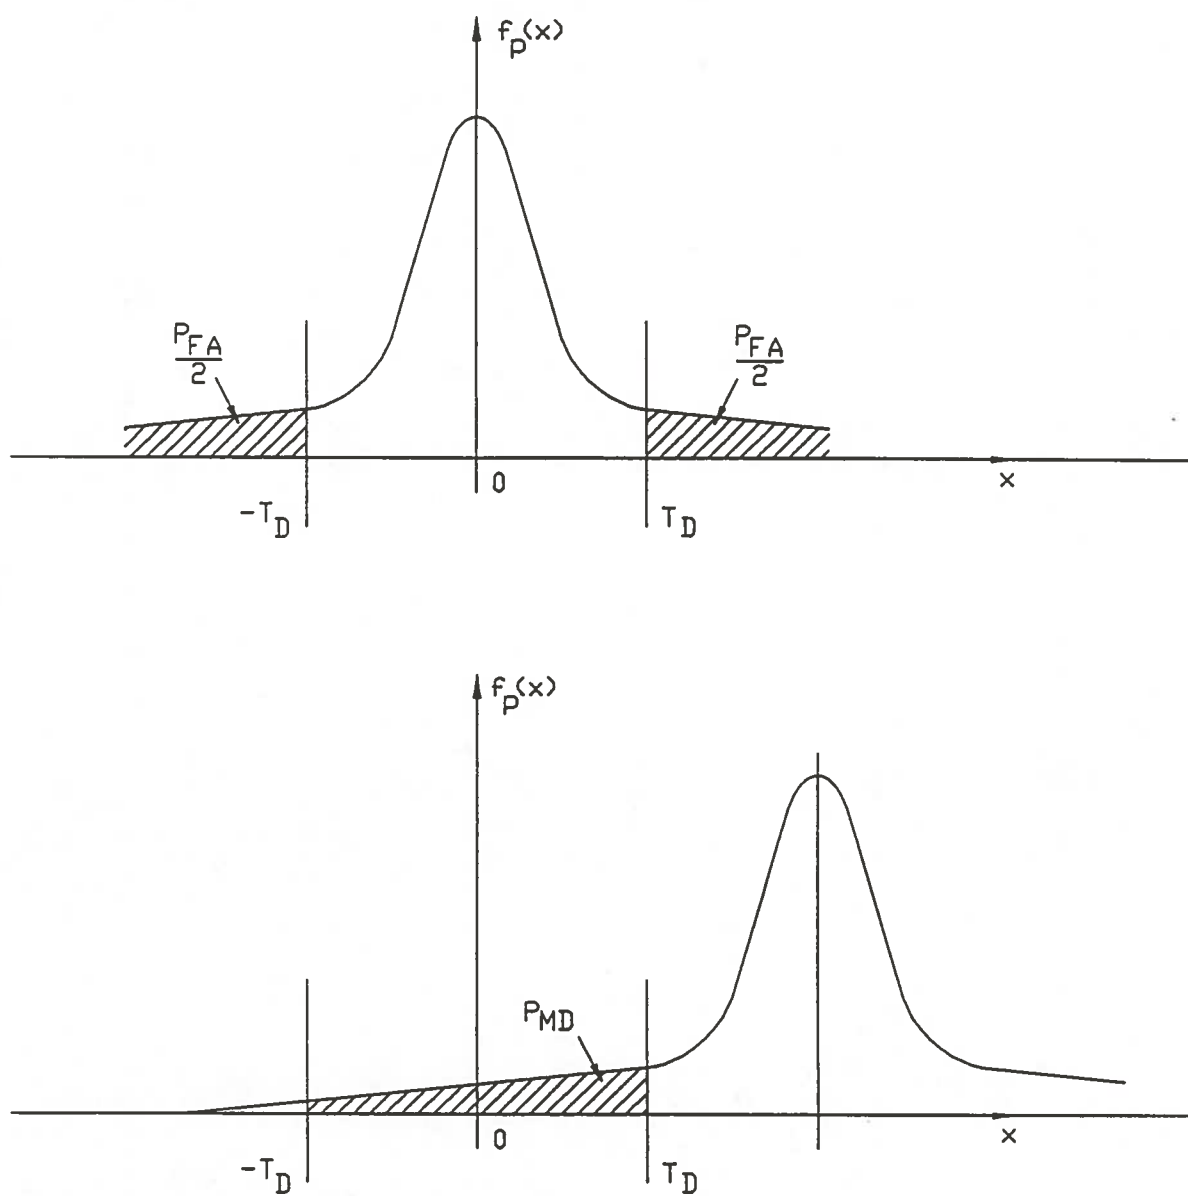 f_p(x)
P_FA/2
P_FA/2
0
x
-T_D
T_D
f_p(x)
P_MD
0
x
-T_D
T_D